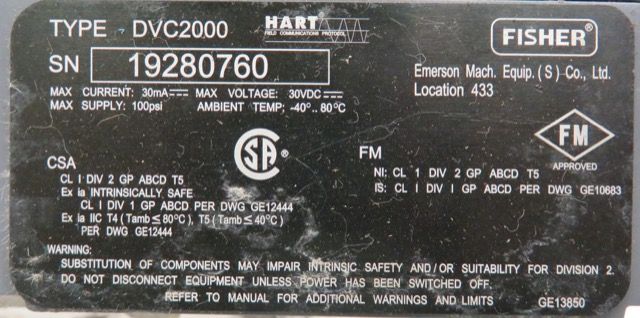 TYPE DVC2000
HART
FIELD COMMUNICATIONS PROTOCOL
FISHER®
SN 19280760
Emerson Mach. Equip. ( S ) Co., Ltd.
Location 433
MAX CURRENT: 30mA⎓ MAX VOLTAGE: 30VDC⎓
MAX SUPPLY: 100psi AMBIENT TEMP: -40°.. 80°C
SA
®
FM
APPROVED
CSA
CL I DIV 2 GP ABCD T5
Ex ia INTRINSICALLY SAFE
CL I DIV 1 GP ABCD PER DWG GE12444
Ex ia IIC T4 ( Tamb ≤ 80°C ), T5 ( Tamb ≤ 40°C )
PER DWG GE12444
FM
NI: CL 1 DIV 2 GP ABCD T5
IS: CL I DIV I GP ABCD PER DWG GE10683
WARNING:
SUBSTITUTION OF COMPONENTS MAY IMPAIR INTRINSIC SAFETY AND/OR SUITABILITY FOR DIVISION 2.
DO NOT DISCONNECT EQUIPMENT UNLESS POWER HAS BEEN SWITCHED OFF.
REFER TO MANUAL FOR ADDITIONAL WARNINGS AND LIMITS
GE13850